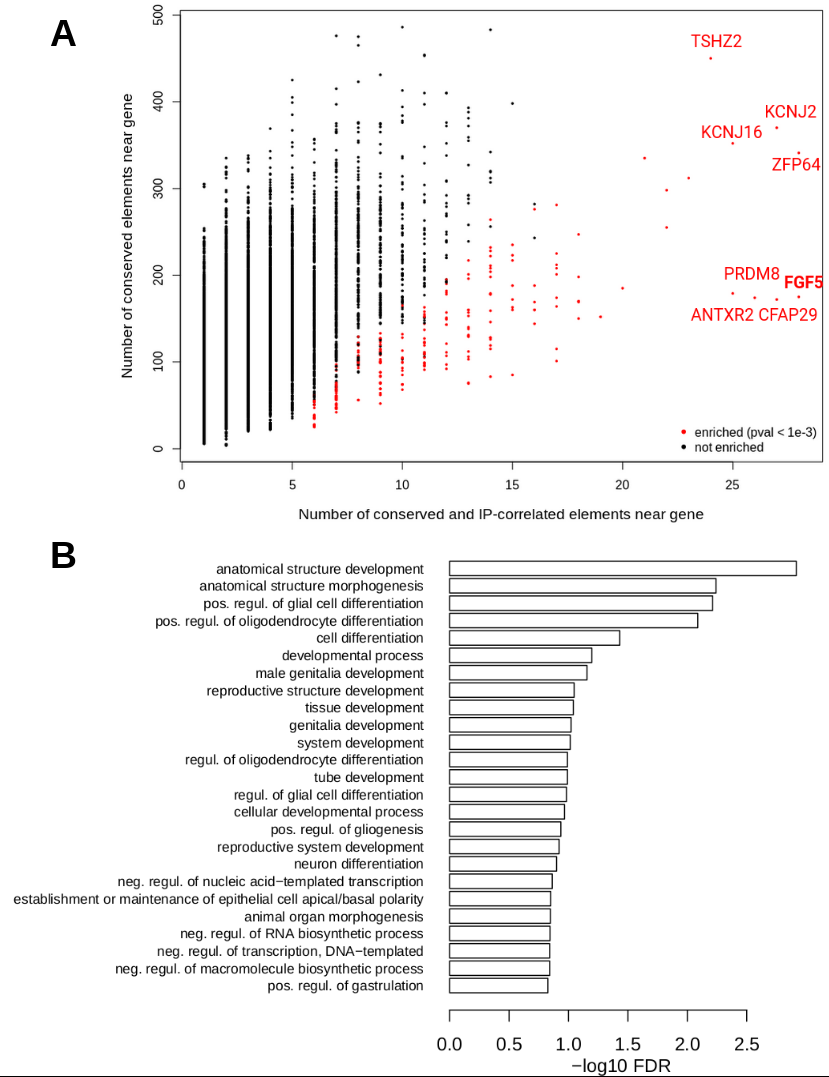 A
500
400
300
200
100
0
Number of conserved elements near gene
TSHZ2
KCNJ2
KCNJ16
ZFP64
PRDM8 FGF5
ANTXR2 CFAP29
enriched (pval < 1e-3)
not enriched
0 5 10 15 20 25
Number of conserved and IP-correlated elements near gene
B
anatomical structure development
anatomical structure morphogenesis
pos. regul. of glial cell differentiation
pos. regul. of oligodendrocyte differentiation
cell differentiation
developmental process
male genitalia development
reproductive structure development
tissue development
genitalia development
system development
regul. of oligodendrocyte differentiation
tube development
regul. of glial cell differentiation
cellular developmental process
pos. regul. of gliogenesis
reproductive system development
neuron differentiation
neg. regul. of nucleic acid−templated transcription
establishment or maintenance of epithelial cell apical/basal polarity
animal organ morphogenesis
neg. regul. of RNA biosynthetic process
neg. regul. of transcription, DNA−templated
neg. regul. of macromolecule biosynthetic process
pos. regul. of gastrulation
0.0 0.5 1.0 1.5 2.0 2.5
−log10 FDR